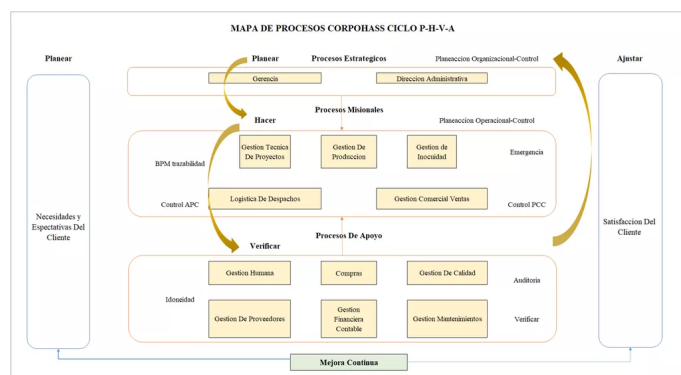 MAPA DE PROCESOS CORPOHASS CICLO P-H-V-A
Planear
Planear
Procesos Estrategicos
Planeaccion Organizacional-Control
Ajustar
Gerencia
Direccion Administrativa
Procesos Misionales
Hacer
Planeaccion Operacional-Control
Gestion Tecnica
De Proyectos
Gestion De
Produccion
Gestion de
Inocuidad
Emergencia
BPM trazabilidad
Control APC
Logistica De Despachos
Gestion Comercial Ventas
Control PCC
Necesidades y
Espectativas Del
Cliente
Satisfaccion Del
Cliente
Procesos De Apoyo
Verificar
Gestion Humana
Compras
Gestion De Calidad
Auditoria
Idoneidad
Gestion De Proveedores
Gestion
Financiera
Contable
Gestion Mantenimientos
Verificar
Mejora Continua